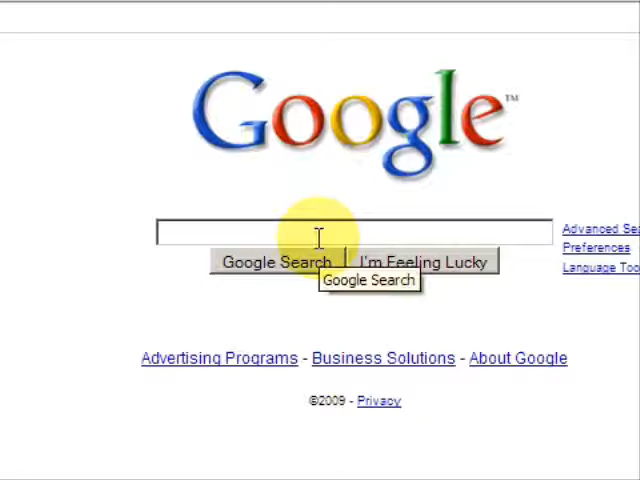 Google™
Advanced Sea
Preferences
Language Too
Google Search I'm Feeling Lucky
Google Search
Advertising Programs - Business Solutions - About Google
©2009 - Privacy